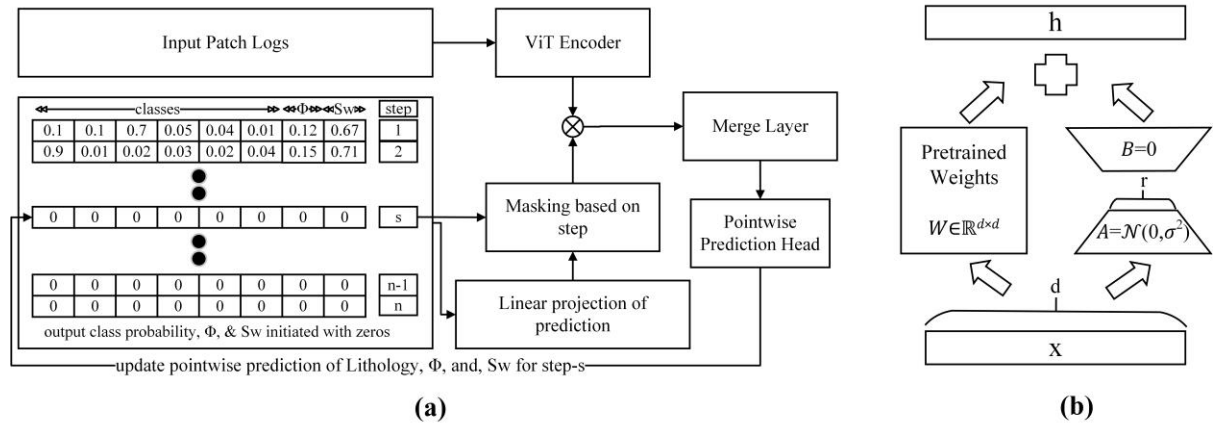 Input Patch Logs
ViT Encoder
classes Φ Sw step
0.1 0.1 0.7 0.05 0.04 0.01 0.12 0.67 1
0.9 0.01 0.02 0.03 0.02 0.04 0.15 0.71 2
0 0 0 0 0 0 0 0 s
0 0 0 0 0 0 0 0 n-1
0 0 0 0 0 0 0 0 n
output class probability, Φ, & Sw initiated with zeros
Masking based on
step
Linear projection of
prediction
Merge Layer
Pointwise
Prediction Head
update pointwise prediction of Lithology, Φ, and, Sw for step-s
(a)
h
Pretrained
Weights
W∈ℝ^{d×d}
B=0
r
A=𝒩(0,σ²)
d
x
(b)